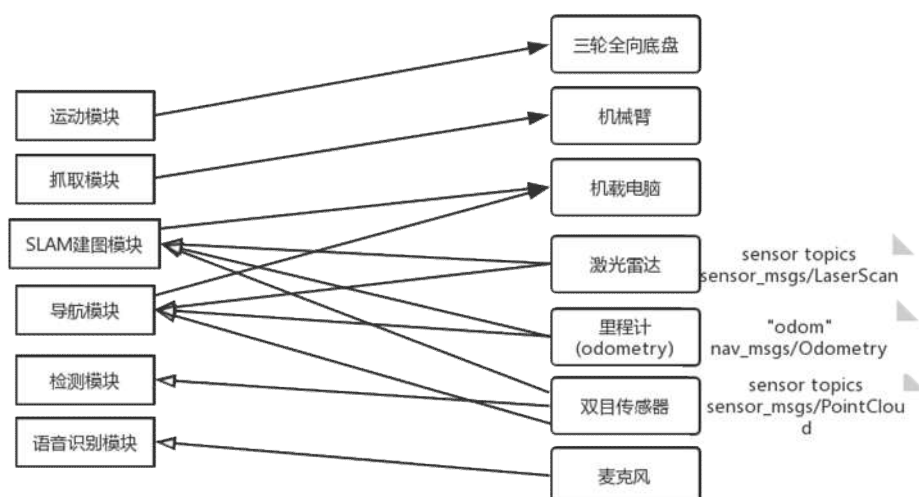 三轮全向底盘
运动模块
机械臂
抓取模块
机载电脑
SLAM建图模块
激光雷达
sensor topics
sensor_msgs/LaserScan
导航模块
里程计
(odometry)
"odom"
nav_msgs/Odometry
检测模块
双目传感器
sensor topics
sensor_msgs/PointClou
d
语音识别模块
麦克风